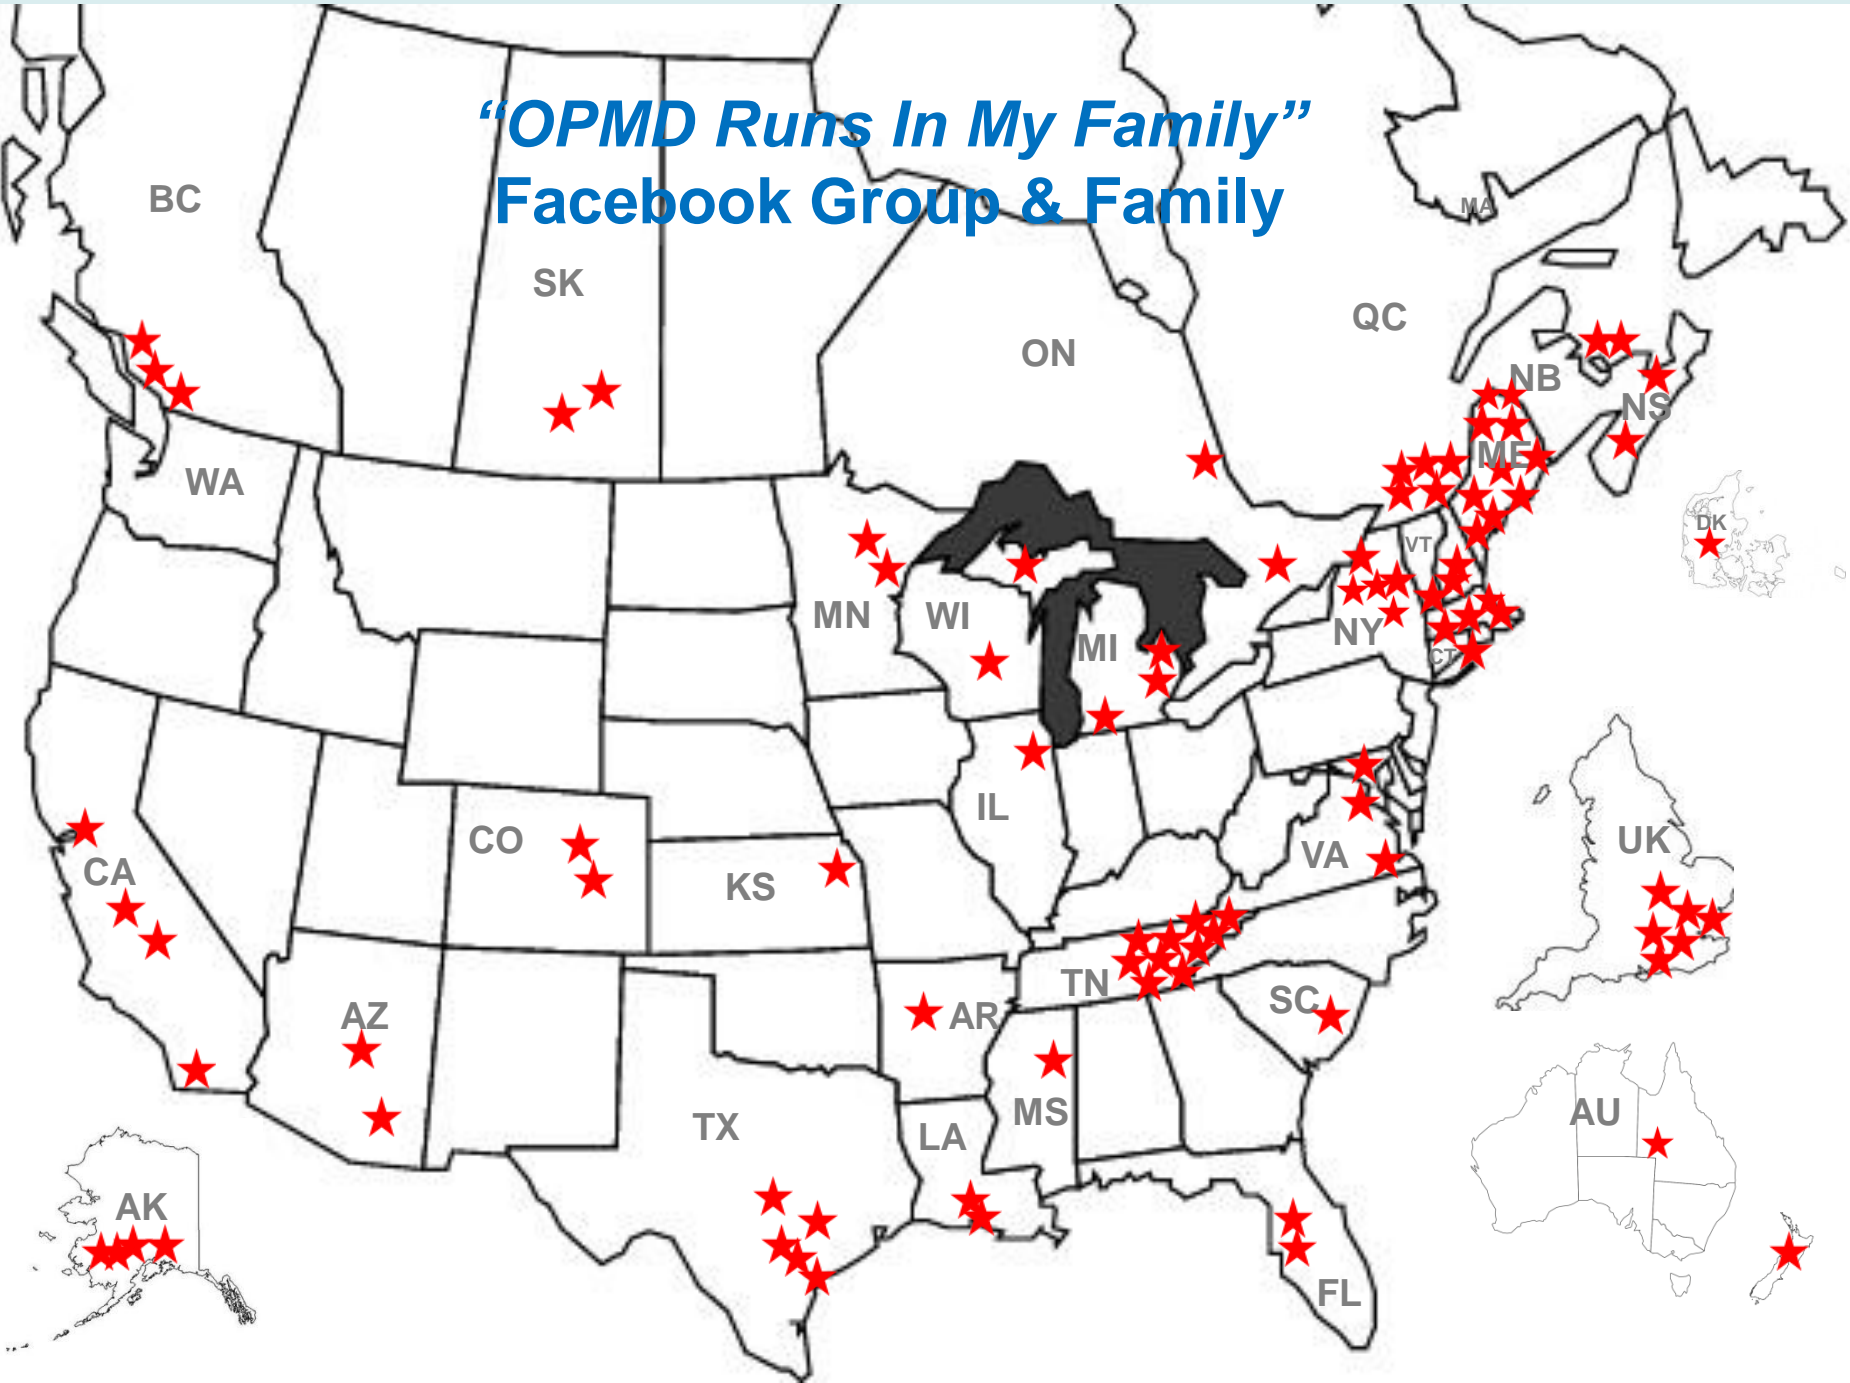 “OPMD Runs In My Family”
Facebook Group & Family
BC
MA
SK
QC
ON
NB
NS
ME
WA
DK
VT
MN
WI
NY
MI
CT
IL
CO
UK
VA
CA
KS
TN
SC
AZ
AR
MS
AU
TX
LA
AK
FL